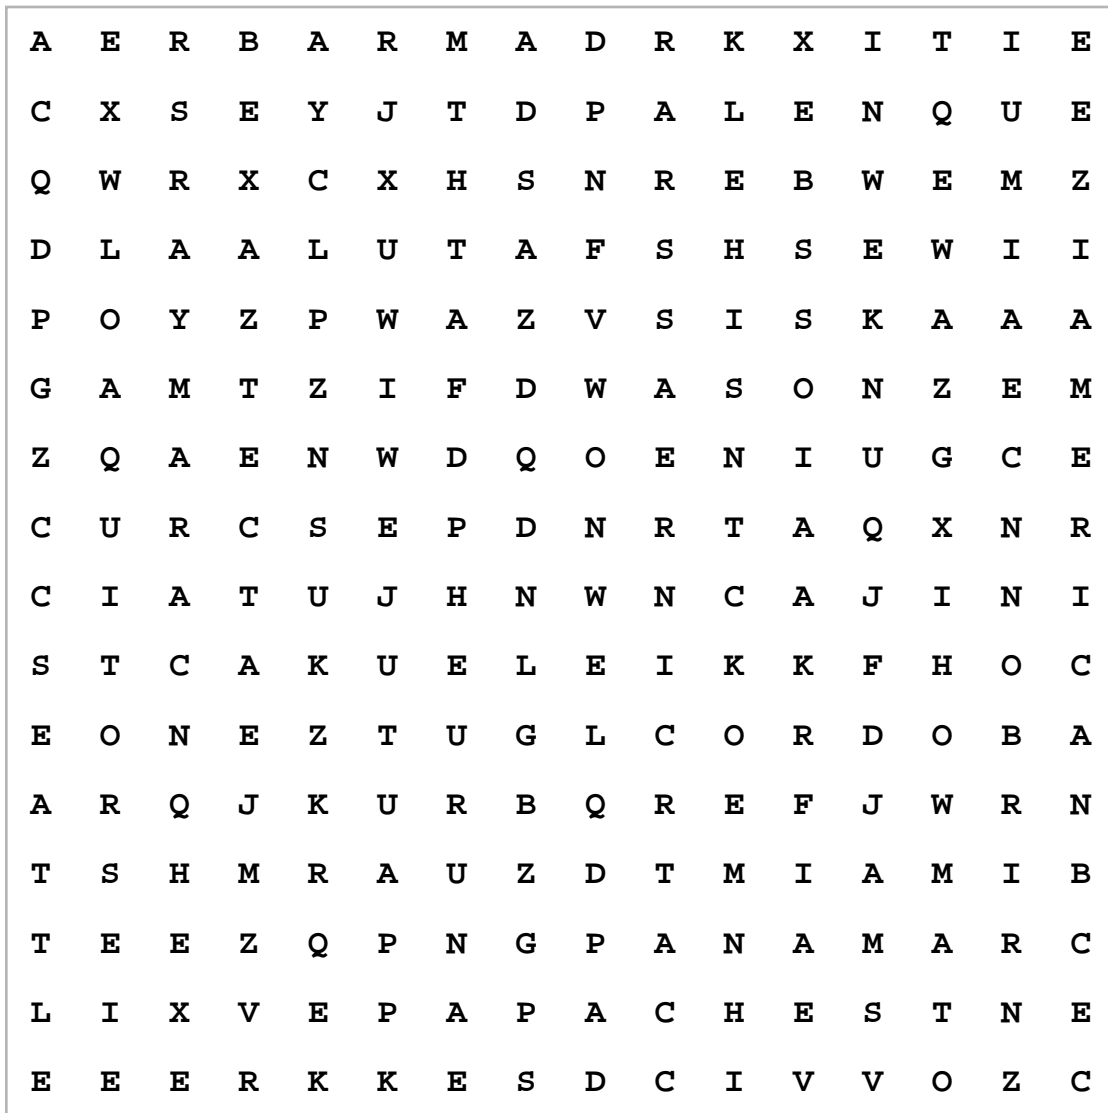 A E R B A R M A D R K X I T I E
C X S E Y J T D P A L E N Q U E
Q W R X C X H S N R E B W E M Z
D L A A L U T A F S H S E W I I
P O Y Z P W A Z V S I S K A A A
G A M T Z I F D W A S O N Z E M
Z Q A E N W D Q O E N I U G C E
C U R C S E P D N R T A Q X N R
C I A T U J H N W N C A J I N I
S T C A K U E L E I K K F H O C
E O N E Z T U G L C O R D O B A
A R Q J K U R B Q R E F J W R N
T S H M R A U Z D T M I A M I B
T E E Z Q P N G P A N A M A R C
L I X V E P A P A C H E S T N E
E E E R K K E S D C I V V O Z C